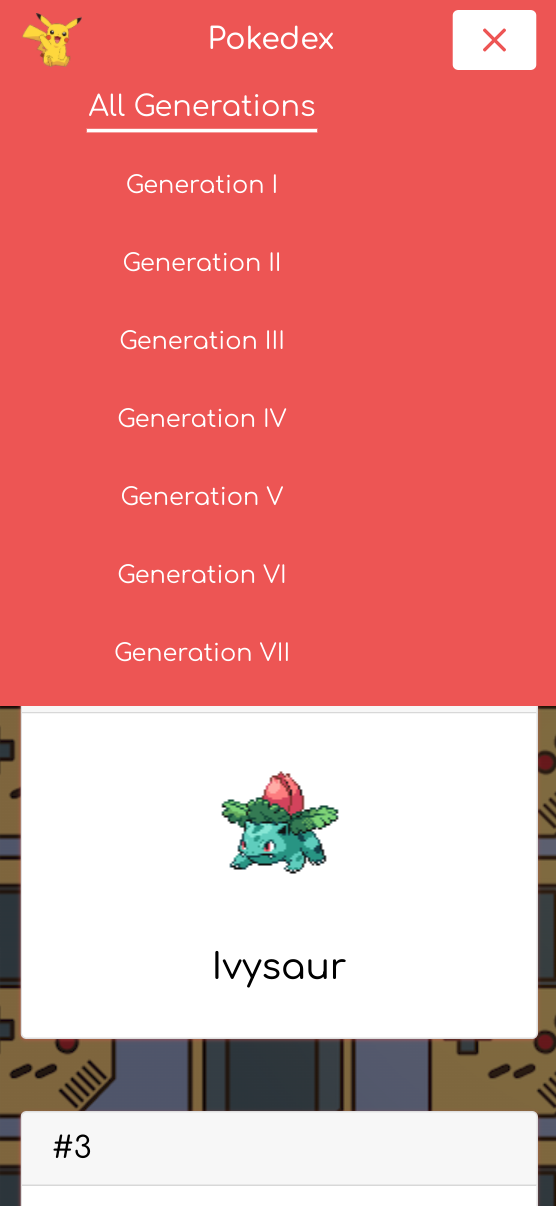 Pokedex
All Generations
Generation I
Generation II
Generation III
Generation IV
Generation V
Generation VI
Generation VII
Ivysaur
#3